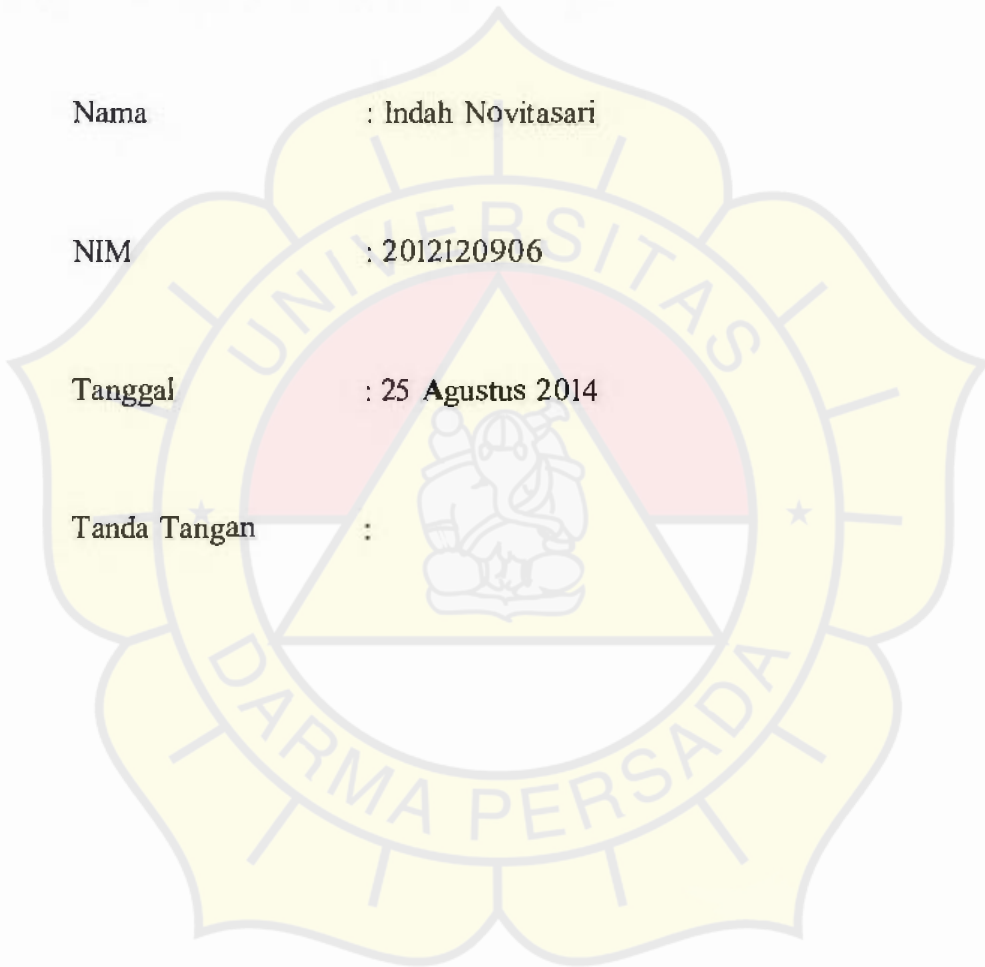 Nama : Indah Novitasari
NIM : 2012120906
Tanggal : 25 Agustus 2014
Tanda Tangan :
UNIVERSITAS
DARMA PERSADA